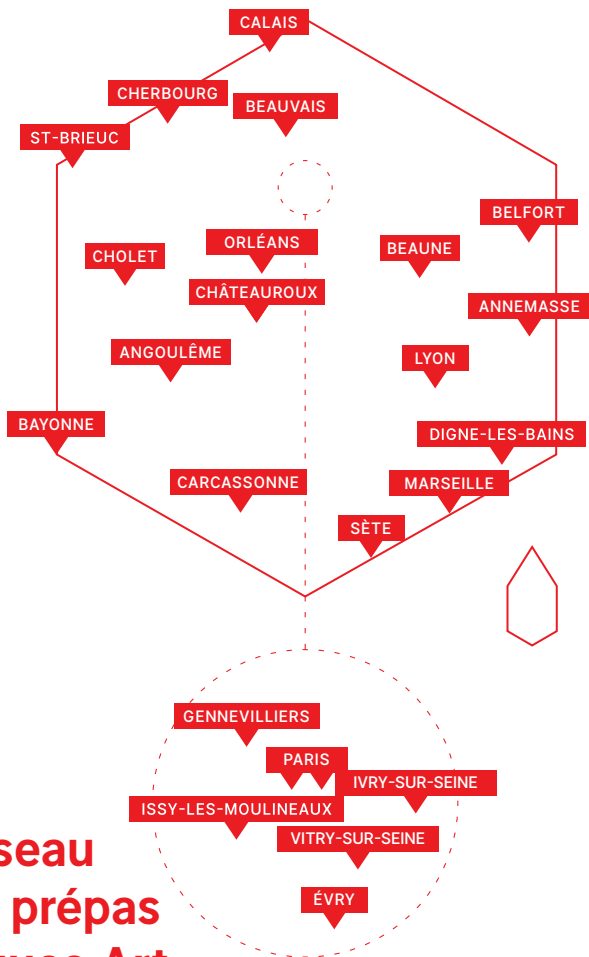 CALAIS
CHERBOURG
BEAUVAIS
ST-BRIEUC
BELFORT
ORLÉANS
BEAUNE
CHOLET
CHÂTEAUROUX
ANNEMASSE
ANGOULÊME
LYON
BAYONNE
DIGNE-LES-BAINS
CARCASSONNE
MARSEILLE
SÈTE
GENNEVILLIERS
PARIS
IVRY-SUR-SEINE
ISSY-LES-MOULINEAUX
VITRY-SUR-SEINE
ÉVRY
seau
prépas
Art